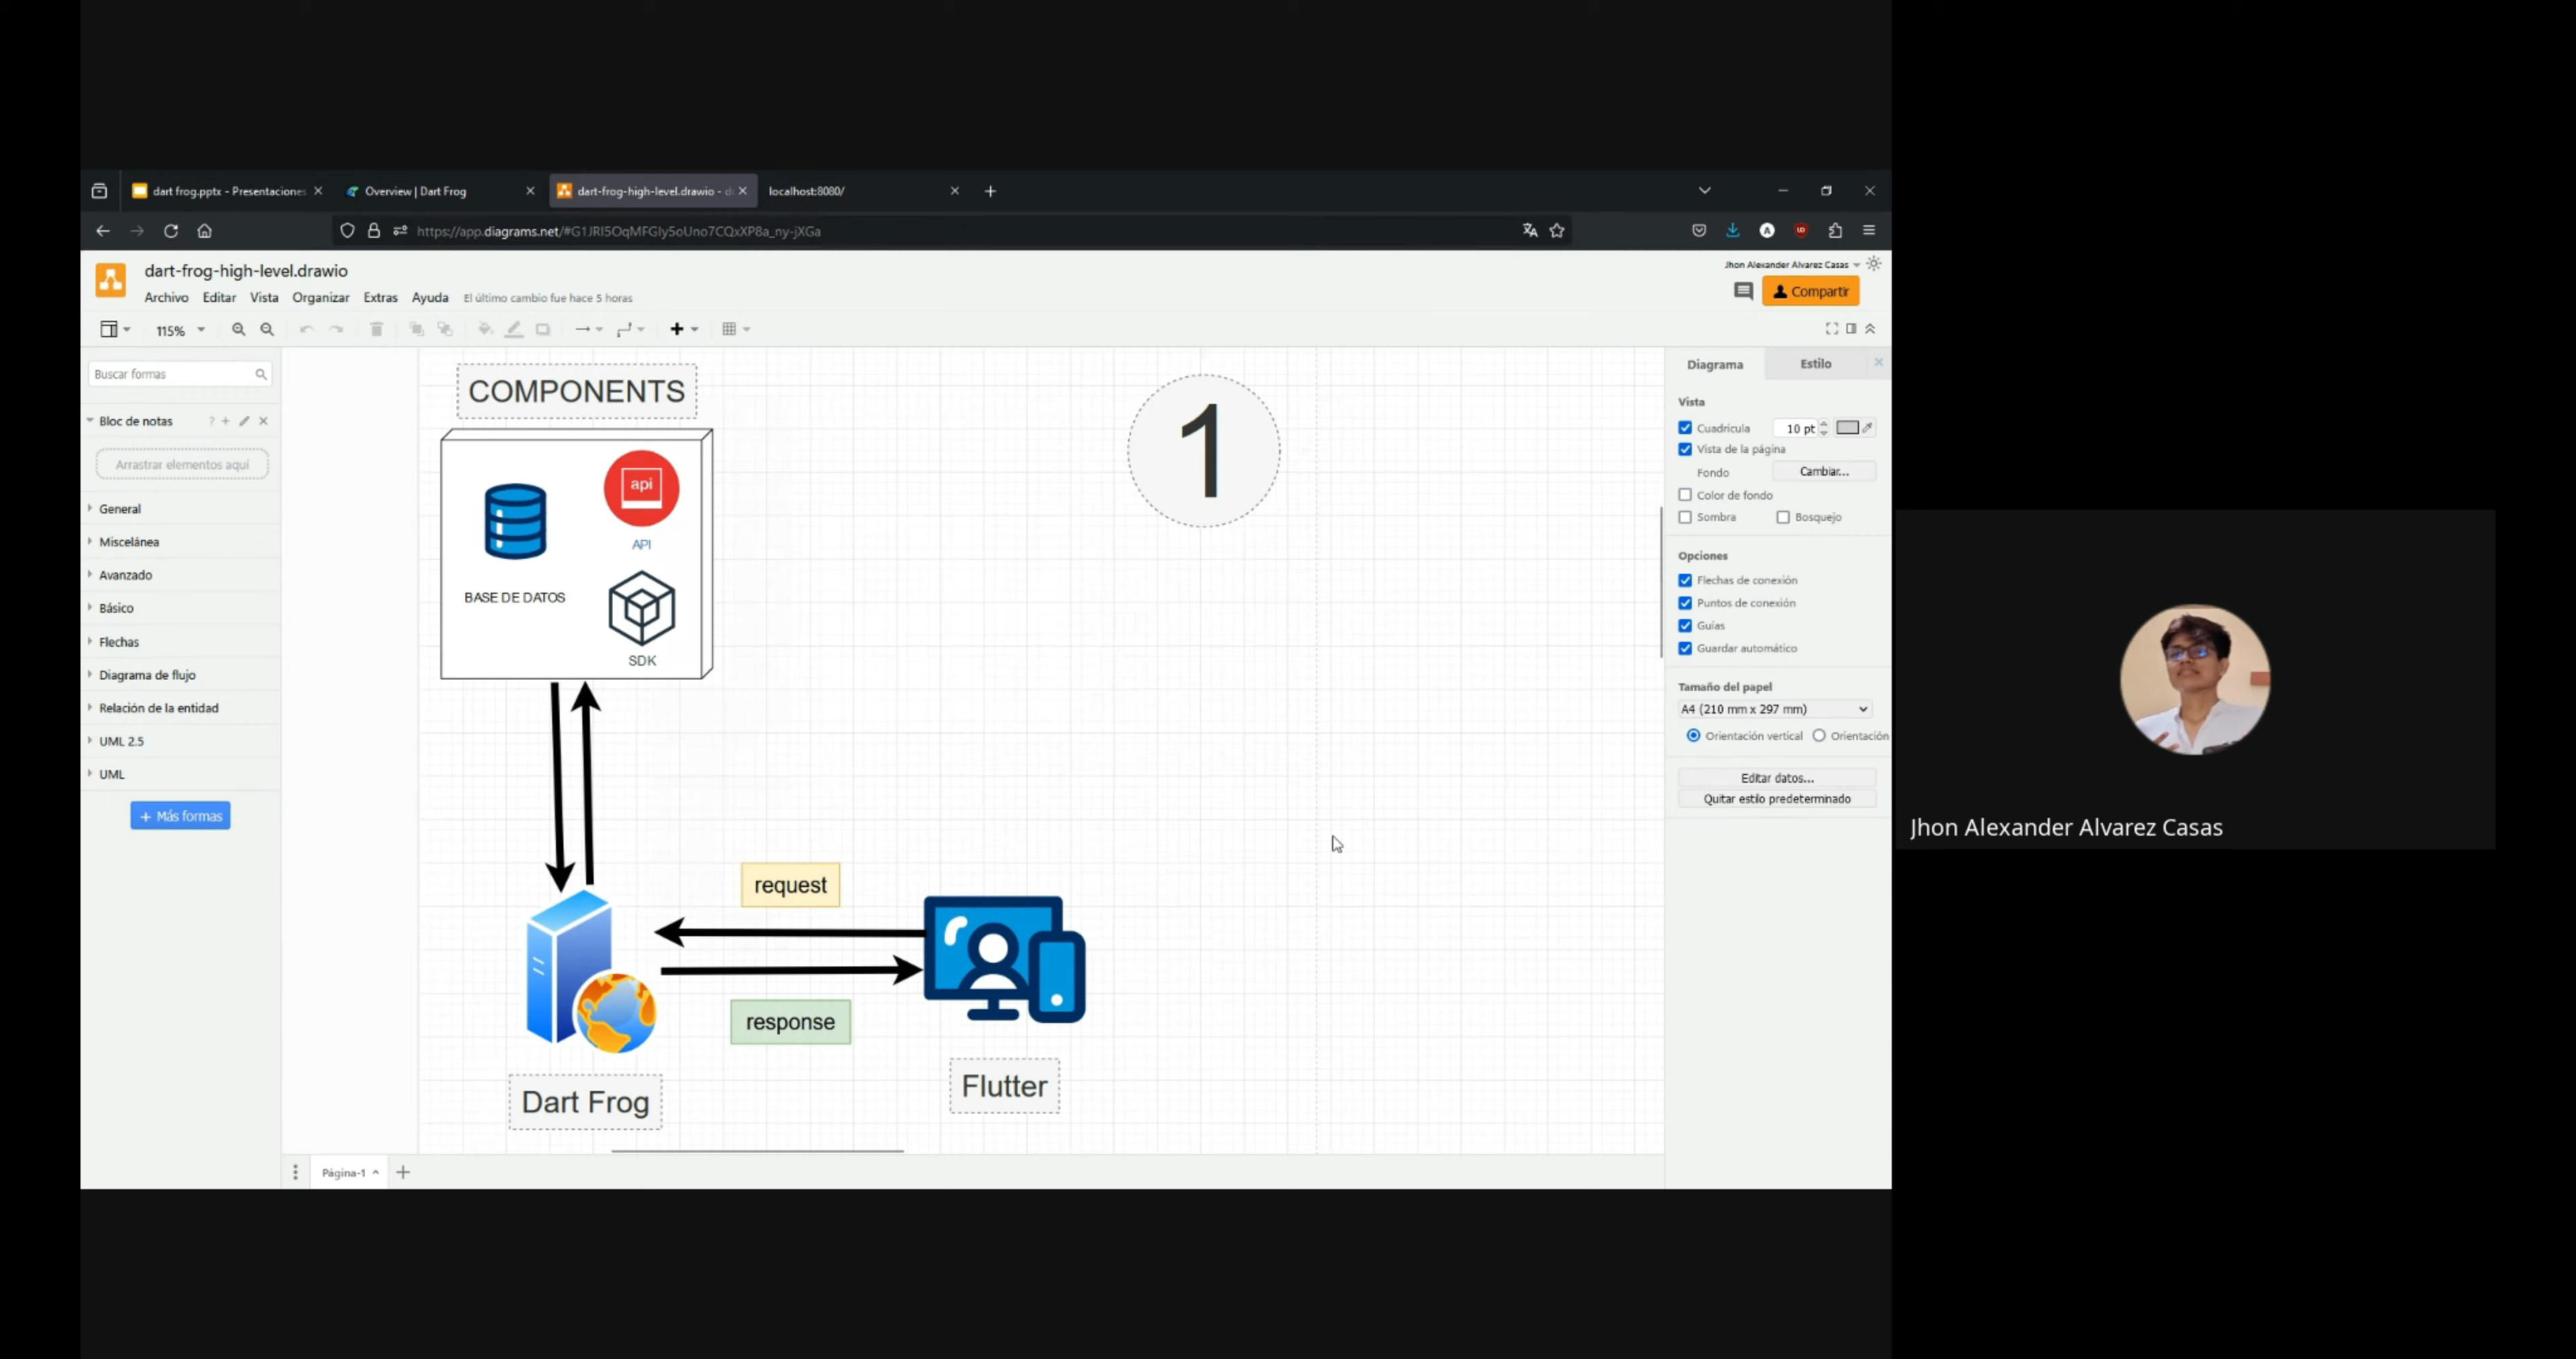 dart frog.pptx - Presentaciones
Overview | Dart Frog
dart-frog-high-level.drawio - d
localhost:8080/
https://app.diagrams.net/#G1JRI5OqMFGIy5oUno7CQxXP8a_ny-jXGa
dart-frog-high-level.drawio
Jhon Alexander Alvarez Casas
Archivo Editar Vista Organizar Extras Ayuda El último cambio fue hace 5 horas
Compartir
115%
Buscar formas
Bloc de notas
Arrastrar elementos aquí
General
Miscelánea
Avanzado
Básico
Flechas
Diagrama de flujo
Relación de la entidad
UML 2.5
UML
+ Más formas
COMPONENTS
api
API
BASE DE DATOS
SDK
1
request
response
Dart Frog
Flutter
Página-1
Diagrama Estilo
Vista
Cuadrícula 10 pt
Vista de la página
Fondo Cambiar...
Color de fondo
Sombra Bosquejo
Opciones
Flechas de conexión
Puntos de conexión
Guías
Guardar automático
Tamaño del papel
A4 (210 mm x 297 mm)
Orientación vertical Orientación
Editar datos...
Quitar estilo predeterminado
Jhon Alexander Alvarez Casas